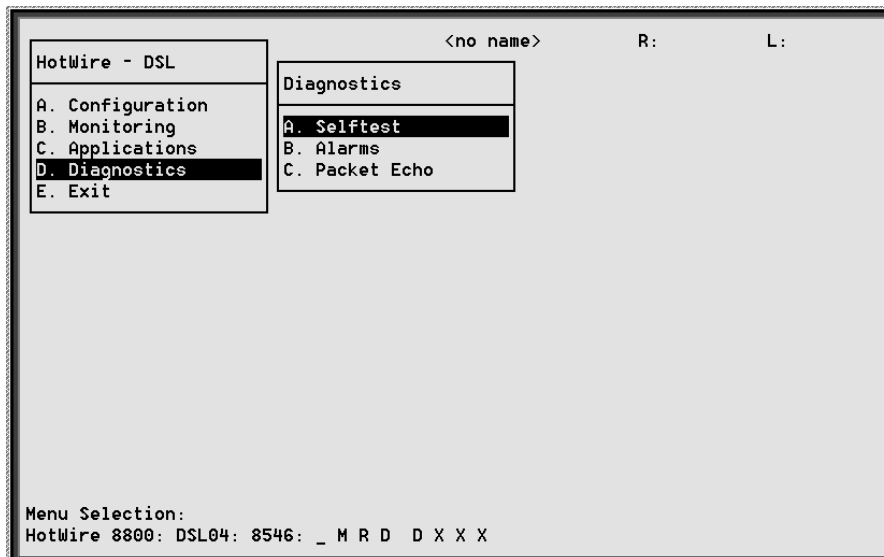 <no name> R: L:
HotWire - DSL
A. Configuration
B. Monitoring
C. Applications
D. Diagnostics
E. Exit
Diagnostics
A. Selftest
B. Alarms
C. Packet Echo
Menu Selection:
HotWire 8800: DSL04: 8546: _ M R D  D X X X